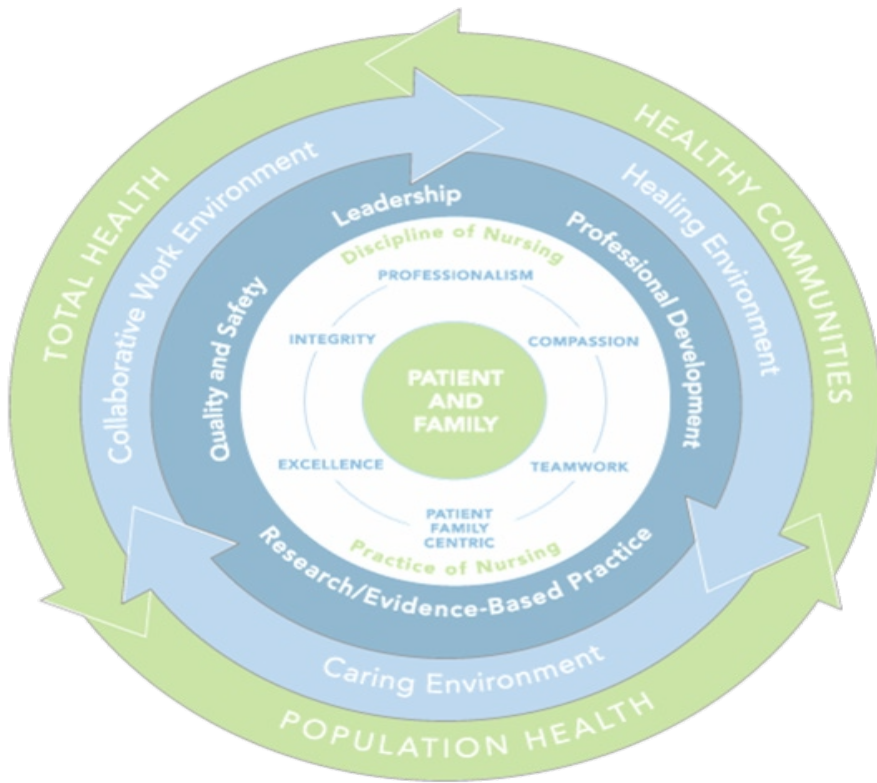 TOTAL HEALTH
HEALTHY COMMUNITIES
POPULATION HEALTH
Collaborative Work Environment
Healing Environment
Caring Environment
Quality and Safety
Leadership
Professional Development
Research/Evidence-Based Practice
Discipline of Nursing
PROFESSIONALISM
INTEGRITY
COMPASSION
PATIENT
AND
FAMILY
EXCELLENCE
TEAMWORK
PATIENT
FAMILY
CENTRIC
Practice of Nursing